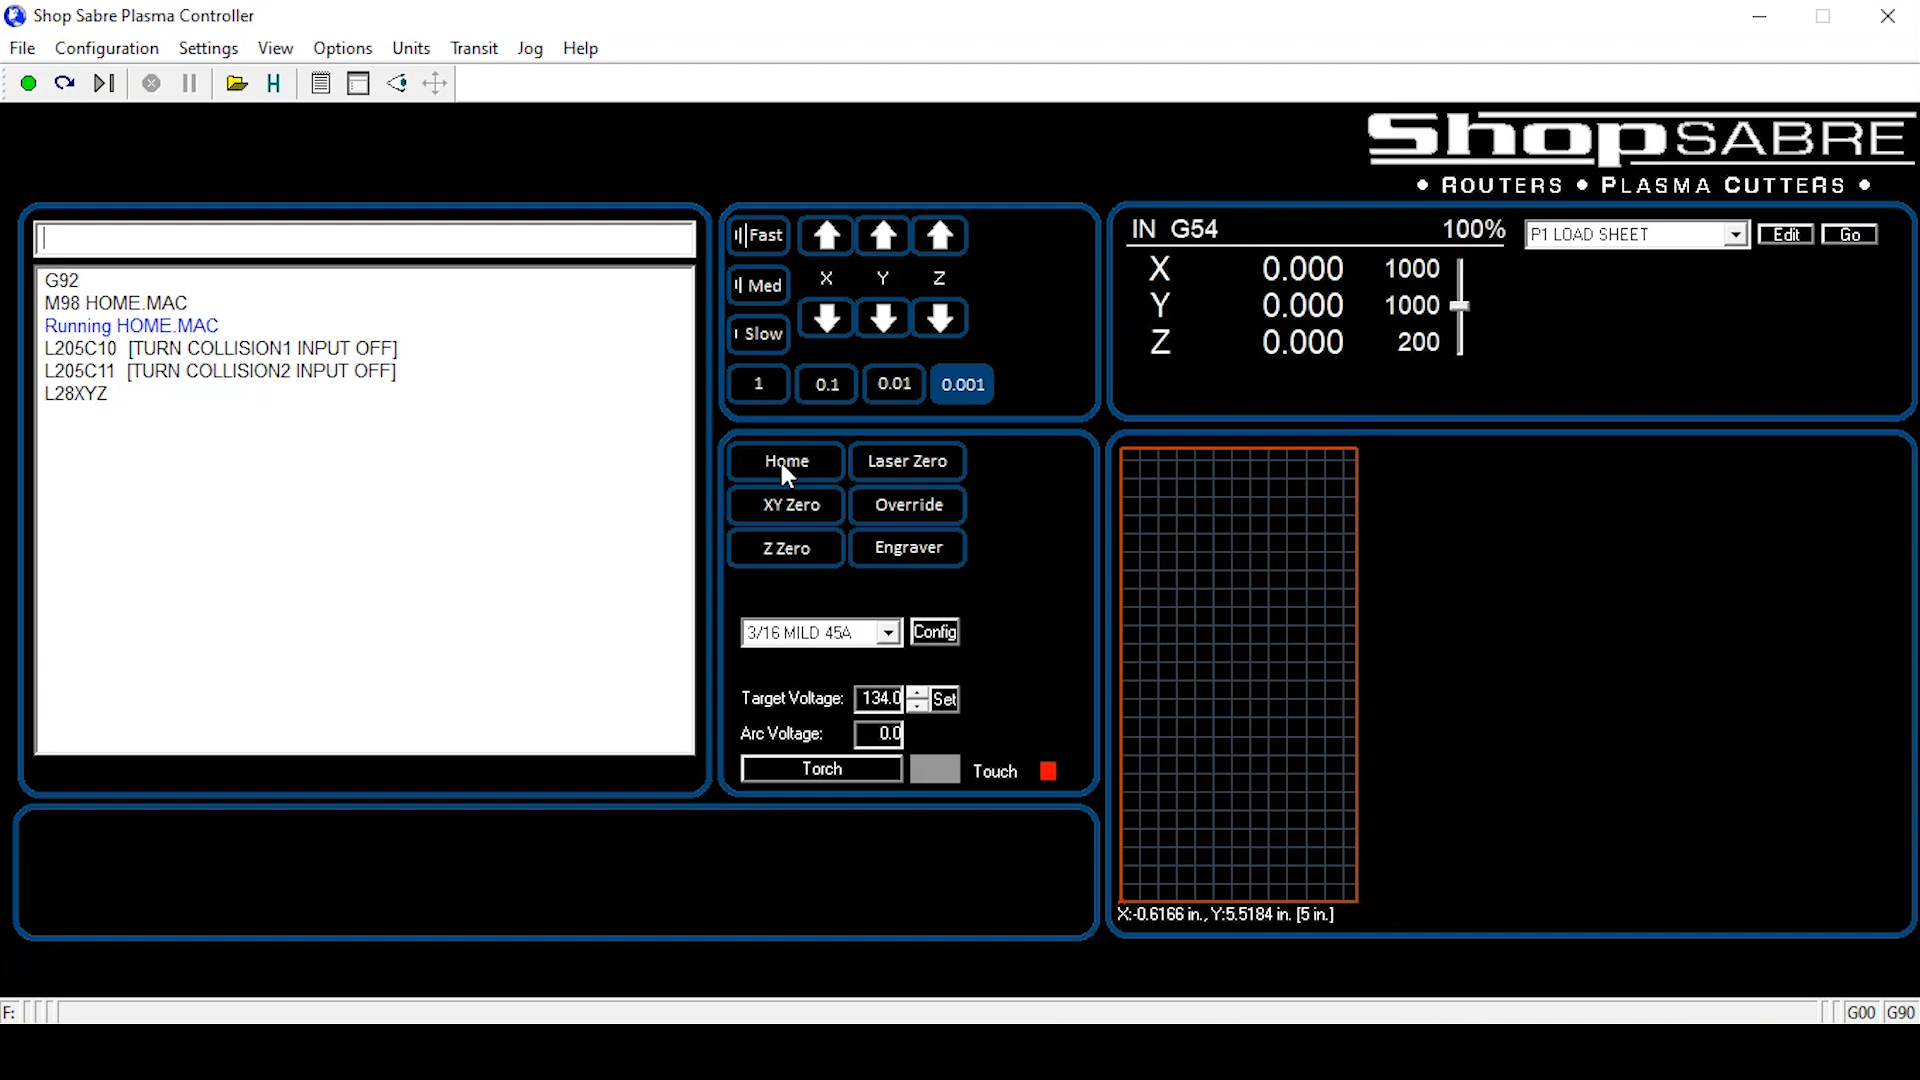 Shop Sabre Plasma Controller
File Configuration Settings View Options Units Transit Jog Help
H
ShopSABRE
• ROUTERS • PLASMA CUTTERS •
G92
M98 HOME.MAC
Running HOME.MAC
L205C10 [TURN COLLISION1 INPUT OFF]
L205C11 [TURN COLLISION2 INPUT OFF]
L28XYZ
Fast
Med
Slow
X Y Z
1 0.1 0.01 0.001
IN G54 100%
X 0.000 1000
Y 0.000 1000
Z 0.000 200
P1 LOAD SHEET Edit Go
Home Laser Zero
XY Zero Override
Z Zero Engraver
3/16 MILD 45A Config
Target Voltage: 134.0 Set
Arc Voltage: 0.0
Torch Touch
X:-0.6166 in., Y:5.5184 in. [5 in.]
F: G00 G90